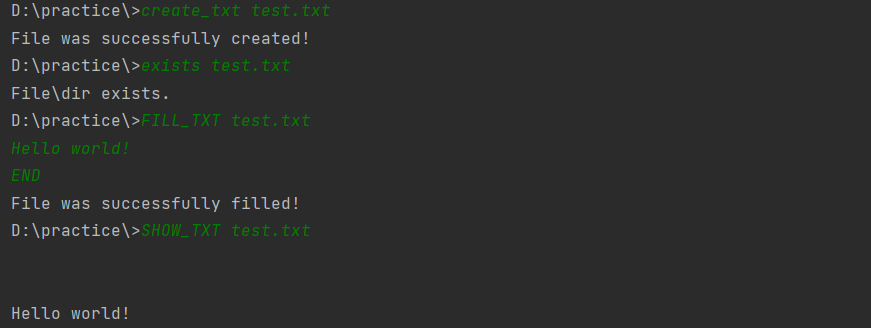 D:\practice\>create_txt test.txt
File was successfully created!
D:\practice\>exists test.txt
File\dir exists.
D:\practice\>FILL_TXT test.txt
Hello world!
END
File was successfully filled!
D:\practice\>SHOW_TXT test.txt
Hello world!